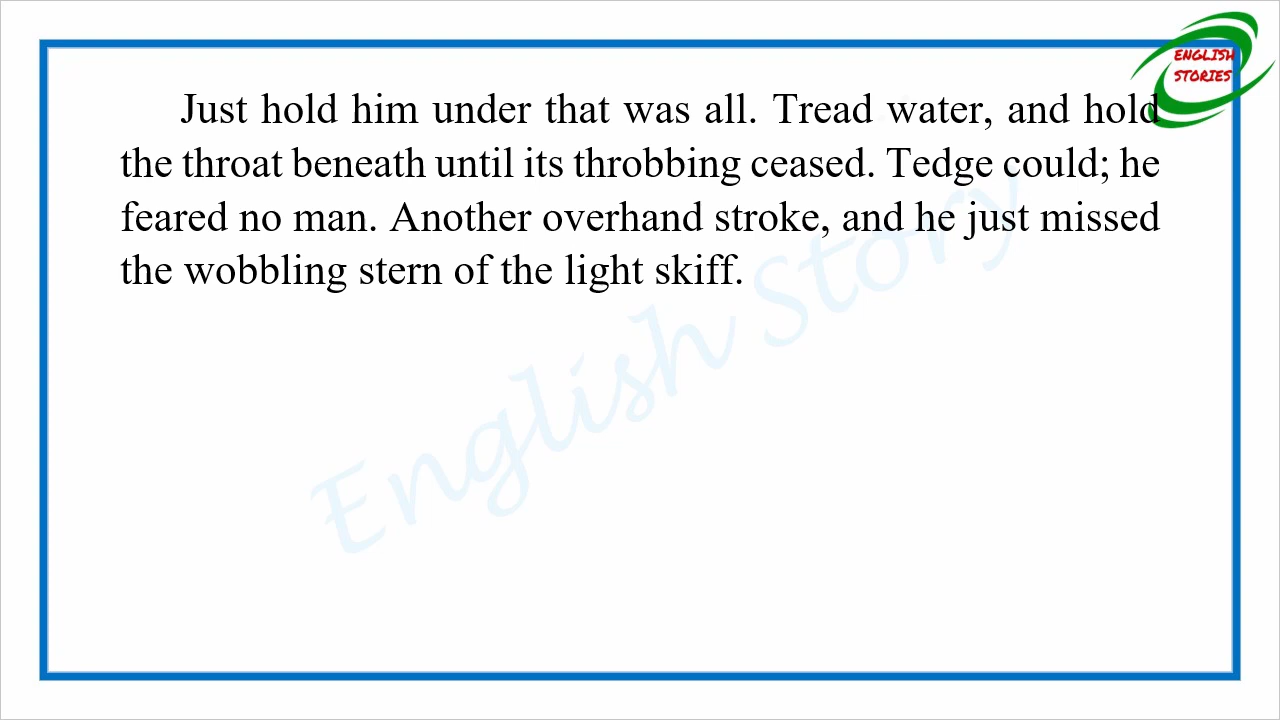 ENGLISH
STORIES
Just hold him under that was all. Tread water, and hold
the throat beneath until its throbbing ceased. Tedge could; he
feared no man. Another overhand stroke, and he just missed
the wobbling stern of the light skiff.
English Story